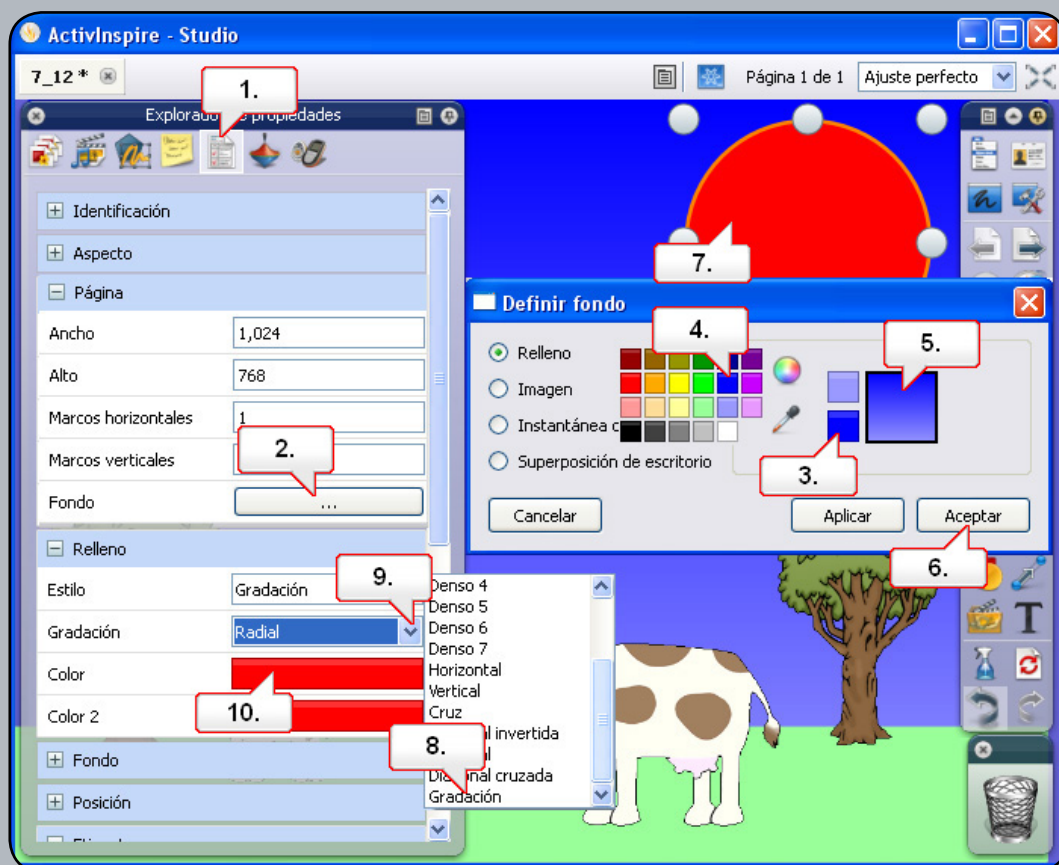 ActivInspire - Studio
7_12 *
Página 1 de 1
Ajuste perfecto
1.
Explorado e propiedades
Identificación
Aspecto
Página
Ancho
1,024
Alto
768
Marcos horizontales
1
Marcos verticales
2.
Fondo
...
Relleno
Estilo
Gradación
9.
Gradación
Radial
Color
Color 2
10.
Fondo
Posición
7.
Definir fondo
Relleno
Imagen
Instantánea c
Superposición de escritorio
4.
5.
3.
Cancelar
Aplicar
Aceptar
6.
Denso 4
Denso 5
Denso 6
Denso 7
Horizontal
Vertical
Cruz
l invertida
l
8.
Diagonal cruzada
Gradación
T